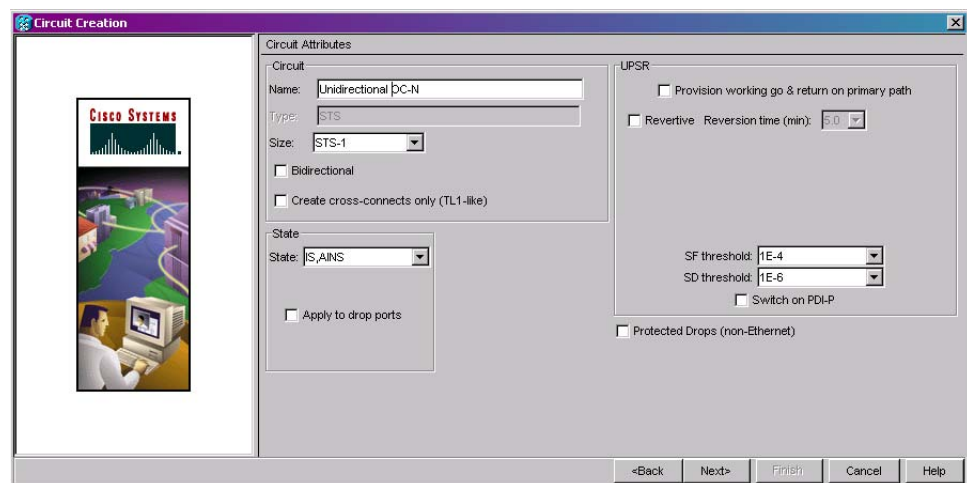 Circuit Creation
CISCO SYSTEMS
Circuit Attributes
Circuit
Name: Unidirectional OC-N
Type: STS
Size: STS-1
Bidirectional
Create cross-connects only (TL1-like)
State
State: IS,AINS
Apply to drop ports
UPSR
Provision working go & return on primary path
Revertive Reversion time (min): 5.0
SF threshold: 1E-4
SD threshold: 1E-6
Switch on PDI-P
Protected Drops (non-Ethernet)
<Back Next> Finish Cancel Help